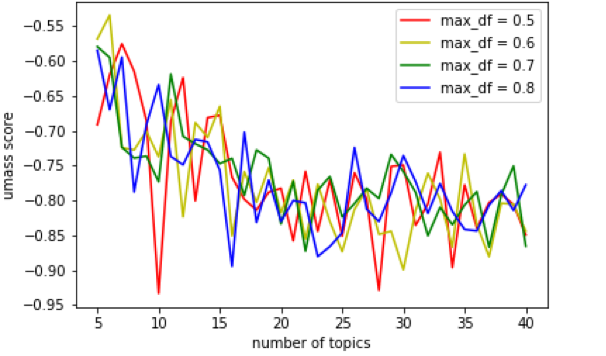 max_df = 0.5
max_df = 0.6
max_df = 0.7
max_df = 0.8
umass score
−0.55
−0.60
−0.65
−0.70
−0.75
−0.80
−0.85
−0.90
−0.95
5 10 15 20 25 30 35 40
number of topics